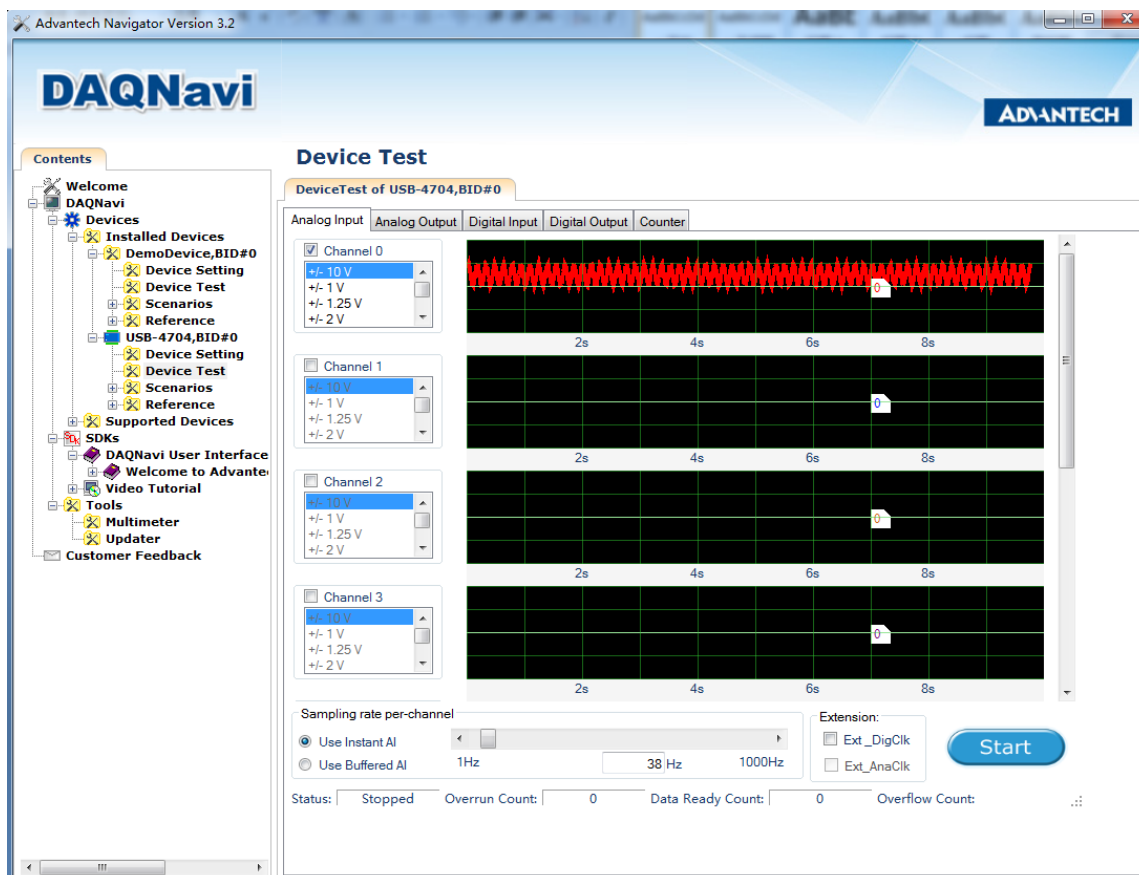 Advantech Navigator Version 3.2
DAQNavi
ADVANTECH
Contents
Welcome
DAQNavi
Devices
Installed Devices
DemoDevice,BID#0
Device Setting
Device Test
Scenarios
Reference
USB-4704,BID#0
Device Setting
Device Test
Scenarios
Reference
Supported Devices
SDKs
DAQNavi User Interface
Welcome to Advante
Video Tutorial
Tools
Multimeter
Updater
Customer Feedback
Device Test
DeviceTest of USB-4704,BID#0
Analog Input Analog Output Digital Input Digital Output Counter
Channel 0
+/- 10 V
+/- 1 V
+/- 1.25 V
+/- 2 V
0
2s 4s 6s 8s
Channel 1
+/- 10 V
+/- 1 V
+/- 1.25 V
+/- 2 V
0
2s 4s 6s 8s
Channel 2
+/- 10 V
+/- 1 V
+/- 1.25 V
+/- 2 V
0
2s 4s 6s 8s
Channel 3
+/- 10 V
+/- 1 V
+/- 1.25 V
+/- 2 V
0
2s 4s 6s 8s
Sampling rate per-channel
Use Instant AI
Use Buffered AI
1Hz 38 Hz 1000Hz
Extension:
Ext_DigClk
Ext_AnaClk
Start
Status: Stopped Overrun Count: 0 Data Ready Count: 0 Overflow Count: